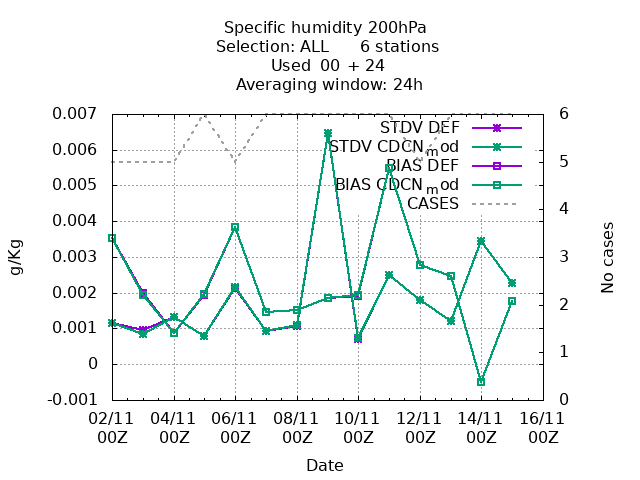 Specific humidity 200hPa
Selection: ALL 6 stations
Used 00 + 24
Averaging window: 24h
0.007
0.006
0.005
0.004
0.003
0.002
0.001
0
-0.001
g/Kg
STDV DEF
STDV CDCN_mod
BIAS DEF
BIAS CDCN_mod
CASES
6
5
4
3
2
1
0
No cases
02/11 04/11 06/11 08/11 10/11 12/11 14/11 16/11
00Z 00Z 00Z 00Z 00Z 00Z 00Z 00Z
Date